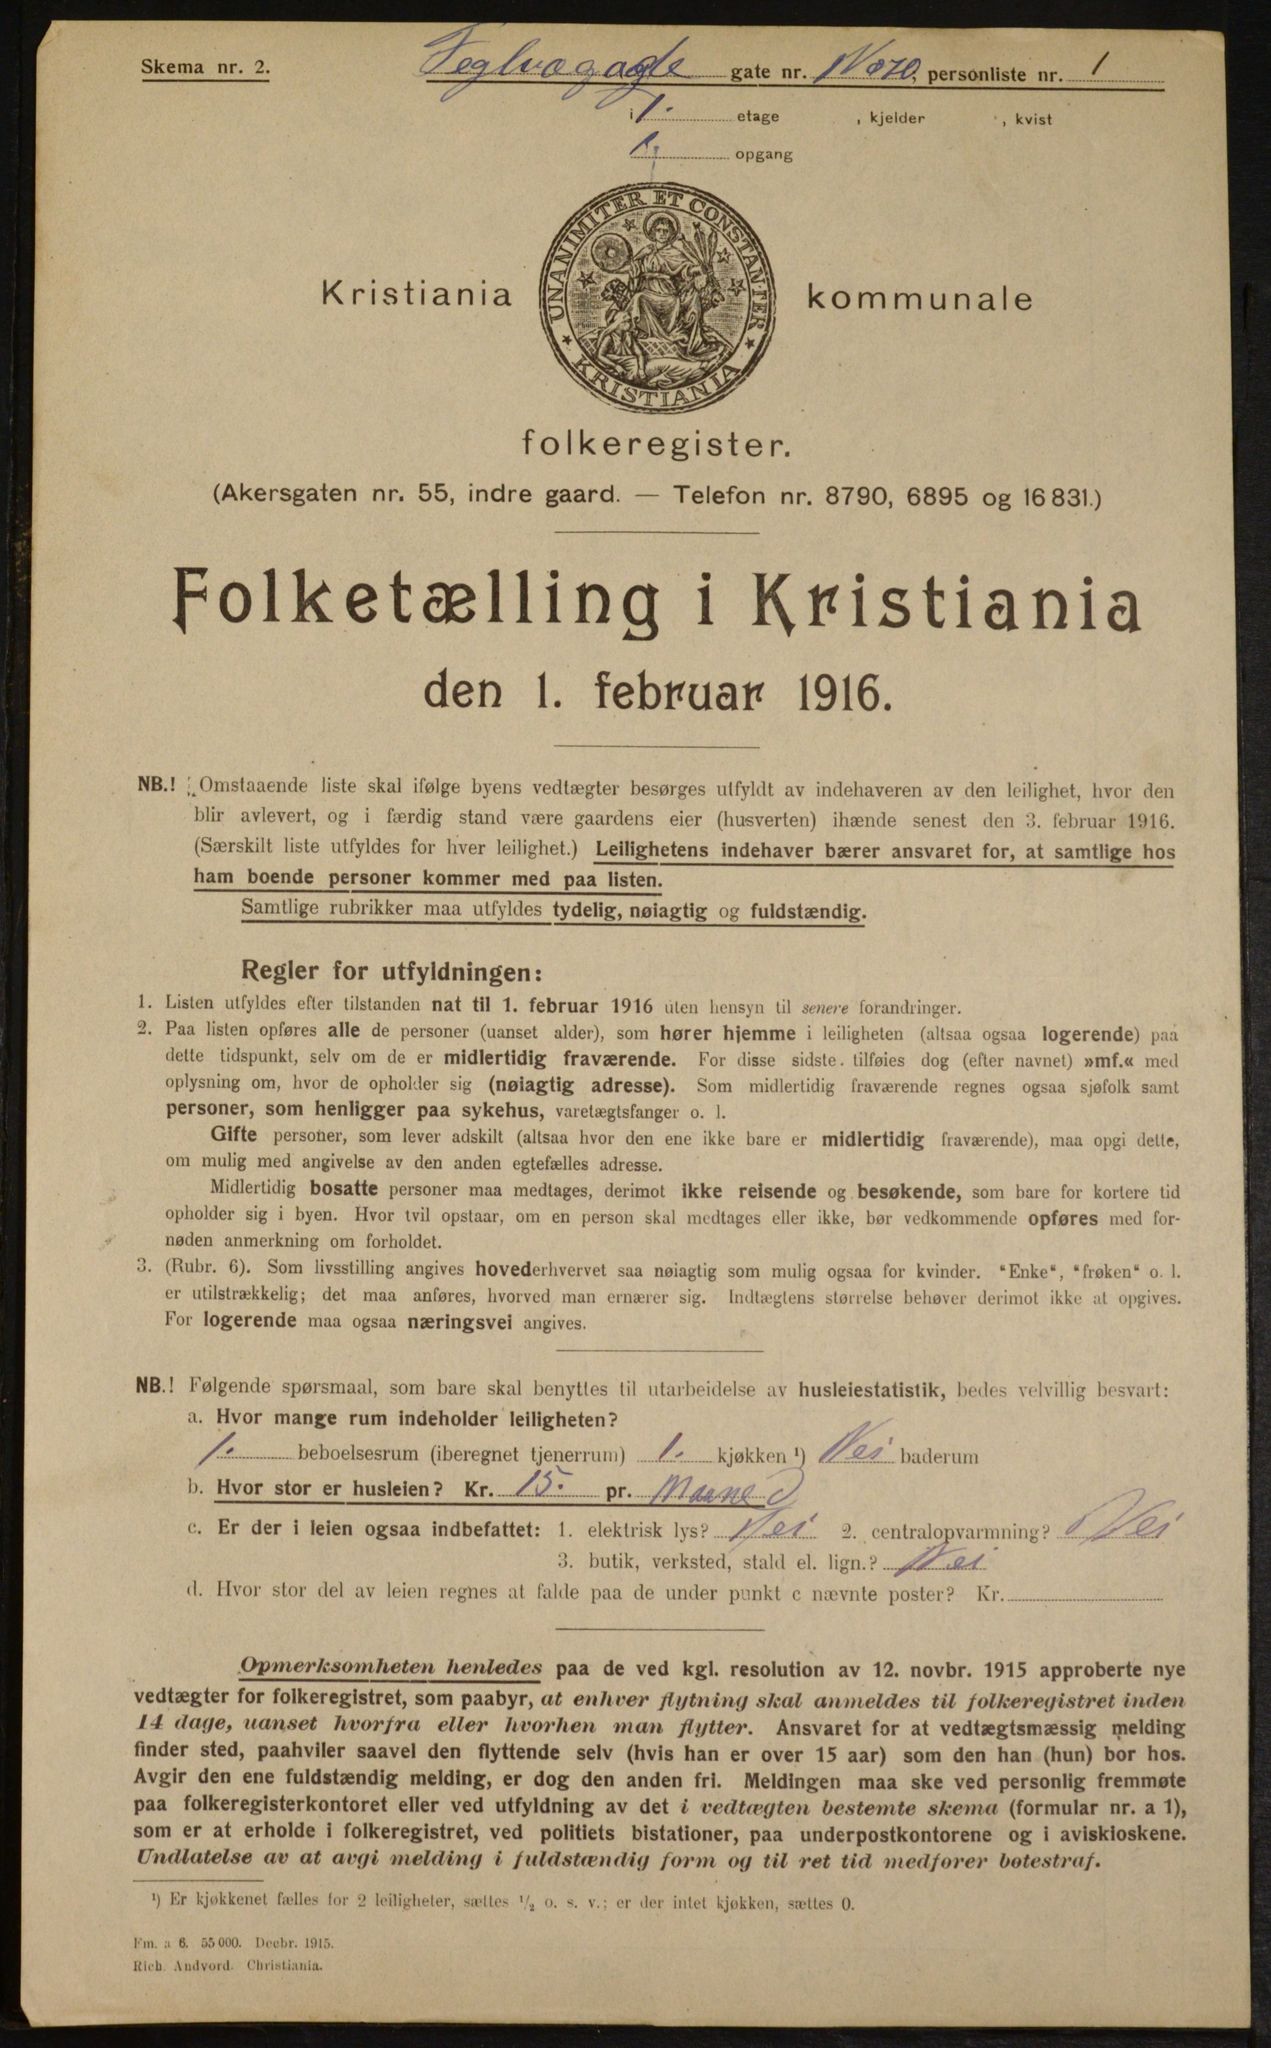 Skema nr. 2. Teglværggde gate nr. No 20. personliste nr. 1
i 1. etage , kjelder , kvist
1. opgang
UNANIMITER ET CONSTANTER
KRISTIANIA
Kristiania kommunale
folkeregister.
(Akersgaten nr. 55, indre gaard. — Telefon nr. 8790, 6895 og 16 831.)
Folketælling i Kristiania
den 1. februar 1916.
NB.! Omstaaende liste skal ifølge byens vedtægter besørges utfyldt av indehaveren av den leilighet, hvor den
blir avlevert, og i færdig stand være gaardens eier (husverten) ihænde senest den 3. februar 1916.
(Særskilt liste utfyldes for hver leilighet.) Leilighetens indehaver bærer ansvaret for, at samtlige hos
ham boende personer kommer med paa listen.
Samtlige rubrikker maa utfyldes tydelig, nøiagtig og fuldstændig.
Regler for utfyldningen:
1. Listen utfyldes efter tilstanden nat til 1. februar 1916 uten hensyn til senere forandringer.
2. Paa listen opføres alle de personer (uanset alder), som hører hjemme i leiligheten (altsaa ogsaa logerende) paa
dette tidspunkt, selv om de er midlertidig fraværende. For disse sidste tilføies dog (efter navnet) »mf.« med
oplysning om, hvor de opholder sig (nøiagtig adresse). Som midlertidig fraværende regnes ogsaa sjøfolk samt
personer, som henligger paa sykehus, varetægtsfanger o. l.
Gifte personer, som lever adskilt (altsaa hvor den ene ikke bare er midlertidig fraværende), maa opgi dette,
om mulig med angivelse av den anden egtefælles adresse.
Midlertidig bosatte personer maa medtages, derimot ikke reisende og besøkende, som bare for kortere tid
opholder sig i byen. Hvor tvil opstaar, om en person skal medtages eller ikke, bør vedkommende opføres med for-
nøden anmerkning om forholdet.
3. (Rubr. 6). Som livsstilling angives hovederhvervet saa nøiagtig som mulig ogsaa for kvinder. "Enke", "frøken" o. l.
er utilstrækkelig; det maa anføres, hvorved man ernærer sig. Indtægtens størrelse behøver derimot ikke at opgives.
For logerende maa ogsaa næringsvei angives.
NB.! Følgende spørsmaal, som bare skal benyttes til utarbeidelse av husleiestatistik, bedes velvillig besvart:
a. Hvor mange rum indeholder leiligheten?
1. beboelsesrum (iberegnet tjenerrum) 1. kjøkken ¹) Nei baderum
b. Hvor stor er husleien? Kr. 15. pr. Maaned
c. Er der i leien ogsaa indbefattet: 1. elektrisk lys? Nei 2. centralopvarmning? Nei
3. butik, verksted, stald el. lign.? Nei
d. Hvor stor del av leien regnes at falde paa de under punkt c nævnte poster? Kr.
Opmerksomheten henledes paa de ved kgl. resolution av 12. novbr. 1915 approberte nye
vedtægter for folkeregistret, som paabyr, at enhver flytning skal anmeldes til folkeregistret inden
14 dage, uanset hvorfra eller hvorhen man flytter. Ansvaret for at vedtægtsmæssig melding
finder sted, paahviler saavel den flyttende selv (hvis han er over 15 aar) som den han (hun) bor hos.
Avgir den ene fuldstændig melding, er dog den anden fri. Meldingen maa ske ved personlig fremmøte
paa folkeregisterkontoret eller ved utfyldning av det i vedtægten bestemte skema (formular nr. a 1),
som er at erholde i folkeregistret, ved politiets bistationer, paa underpostkontorene og i aviskioskene.
Undlatelse av at avgi melding i fuldstændig form og til ret tid medfører bøtestraf.
¹) Er kjøkkenet fælles for 2 leiligheter, sættes ½ o. s. v.; er der intet kjøkken, sættes 0.
Fm. a 6. 55 000. Decbr. 1915.
Rich. Andvord. Christiania.